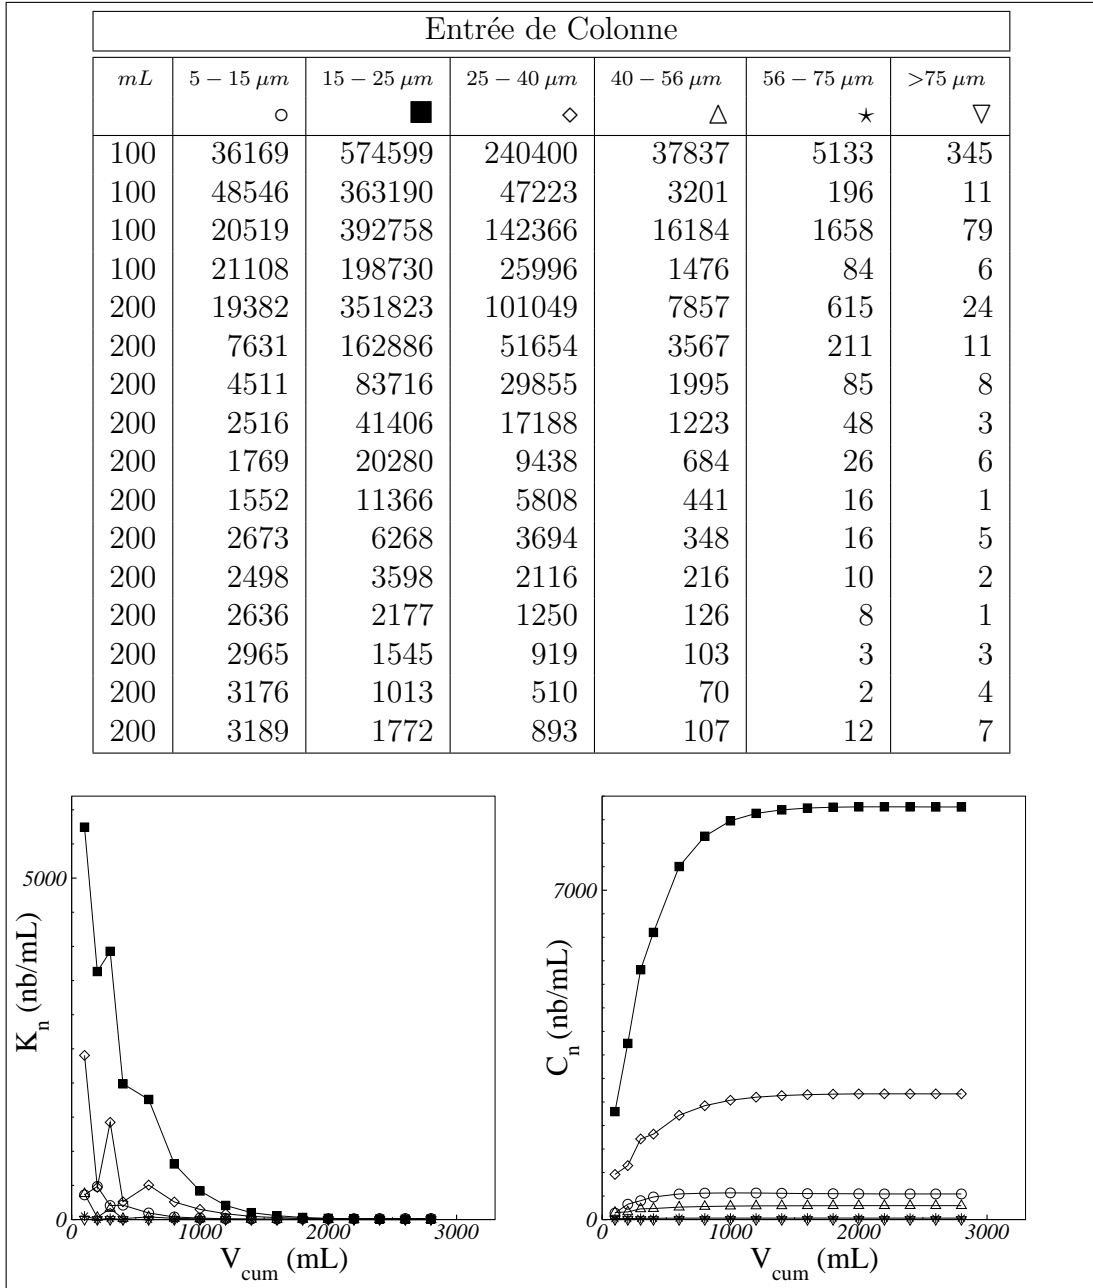 Entrée de Colonne
mL 5 – 15 μm 15 – 25 μm 25 – 40 μm 40 – 56 μm 56 – 75 μm >75 μm
○ ■ ◇ △ ⋆ ▽
100 36169 574599 240400 37837 5133 345
100 48546 363190 47223 3201 196 11
100 20519 392758 142366 16184 1658 79
100 21108 198730 25996 1476 84 6
200 19382 351823 101049 7857 615 24
200 7631 162886 51654 3567 211 11
200 4511 83716 29855 1995 85 8
200 2516 41406 17188 1223 48 3
200 1769 20280 9438 684 26 6
200 1552 11366 5808 441 16 1
200 2673 6268 3694 348 16 5
200 2498 3598 2116 216 10 2
200 2636 2177 1250 126 8 1
200 2965 1545 919 103 3 3
200 3176 1013 510 70 2 4
200 3189 1772 893 107 12 7
5000
0
K_n (nb/mL)
0 1000 2000 3000
V_cum (mL)
7000
0
C_n (nb/mL)
0 1000 2000 3000
V_cum (mL)